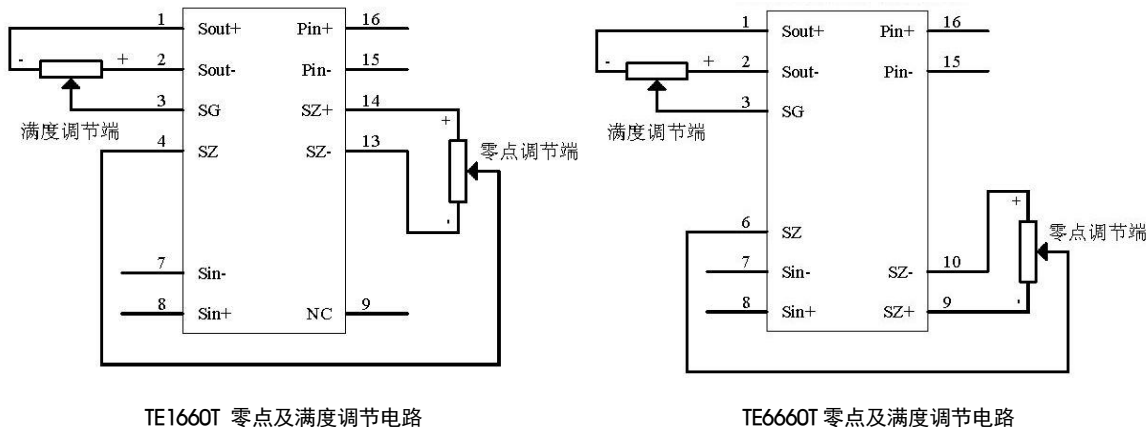 1 Sout+ Pin+ 16
- + 2 Sout- Pin- 15
3 SG SZ+ 14
满度调节端
+
4 SZ SZ- 13
零点调节端
-
7 Sin-
8 Sin+ NC 9
TE1660T 零点及满度调节电路
1 Sout+ Pin+ 16
- + 2 Sout- Pin- 15
3 SG
满度调节端
+
6 SZ
零点调节端
7 Sin- SZ- 10
-
8 Sin+ SZ+ 9
TE6660T 零点及满度调节电路